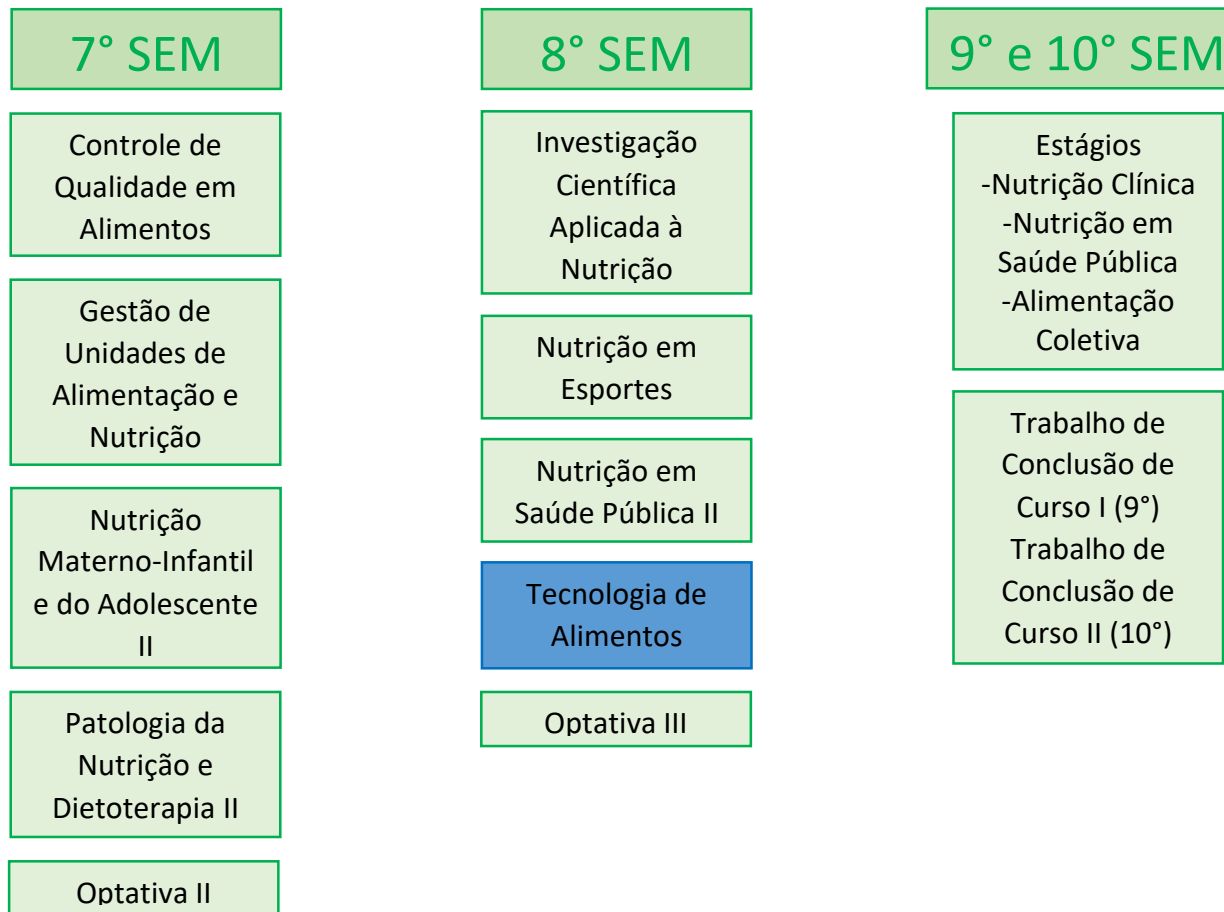 7° SEM
Controle de
Qualidade em
Alimentos
Gestão de
Unidades de
Alimentação e
Nutrição
Nutrição
Materno-Infantil
e do Adolescente
II
Patologia da
Nutrição e
Dietoterapia II
Optativa II
8° SEM
Investigação
Científica
Aplicada à
Nutrição
Nutrição em
Esportes
Nutrição em
Saúde Pública II
Tecnologia de
Alimentos
Optativa III
9° e 10° SEM
Estágios
-Nutrição Clínica
-Nutrição em
Saúde Pública
-Alimentação
Coletiva
Trabalho de
Conclusão de
Curso I (9°)
Trabalho de
Conclusão de
Curso II (10°)